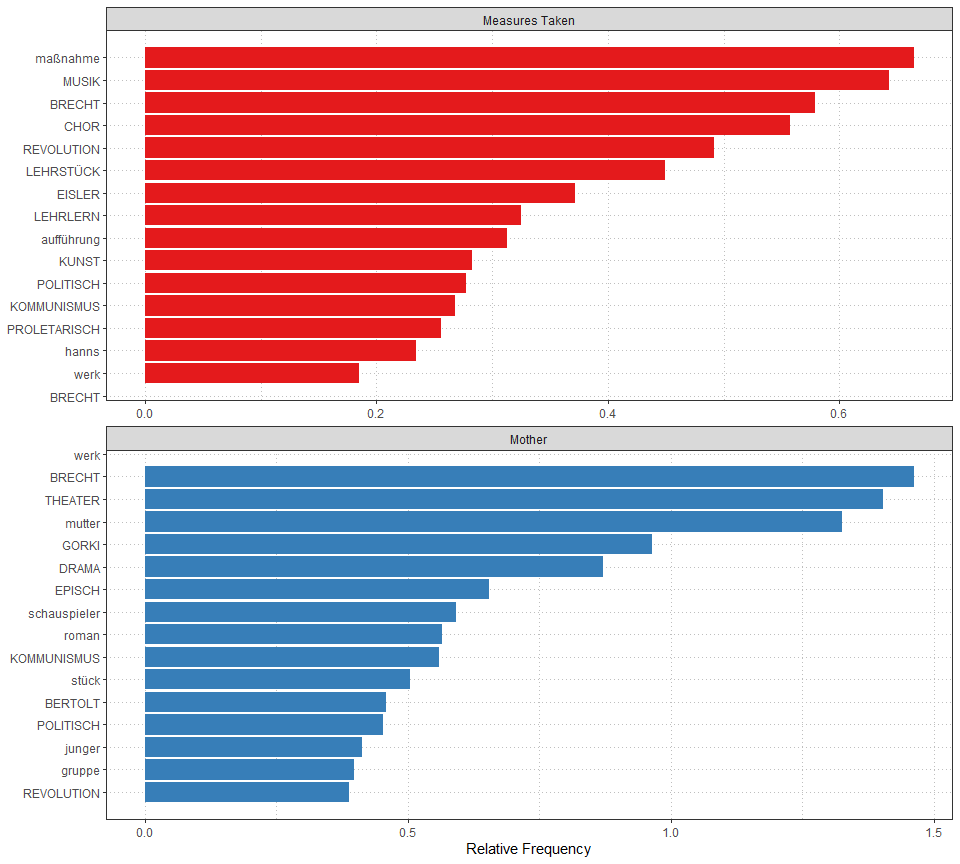 Measures Taken
maßnahme
MUSIK
BRECHT
CHOR
REVOLUTION
LEHRSTÜCK
EISLER
LEHRLERN
aufführung
KUNST
POLITISCH
KOMMUNISMUS
PROLETARISCH
hanns
werk
BRECHT
0.0 0.2 0.4 0.6
Mother
werk
BRECHT
THEATER
mutter
GORKI
DRAMA
EPISCH
schauspieler
roman
KOMMUNISMUS
stück
BERTOLT
POLITISCH
junger
gruppe
REVOLUTION
0.0 0.5 1.0 1.5
Relative Frequency